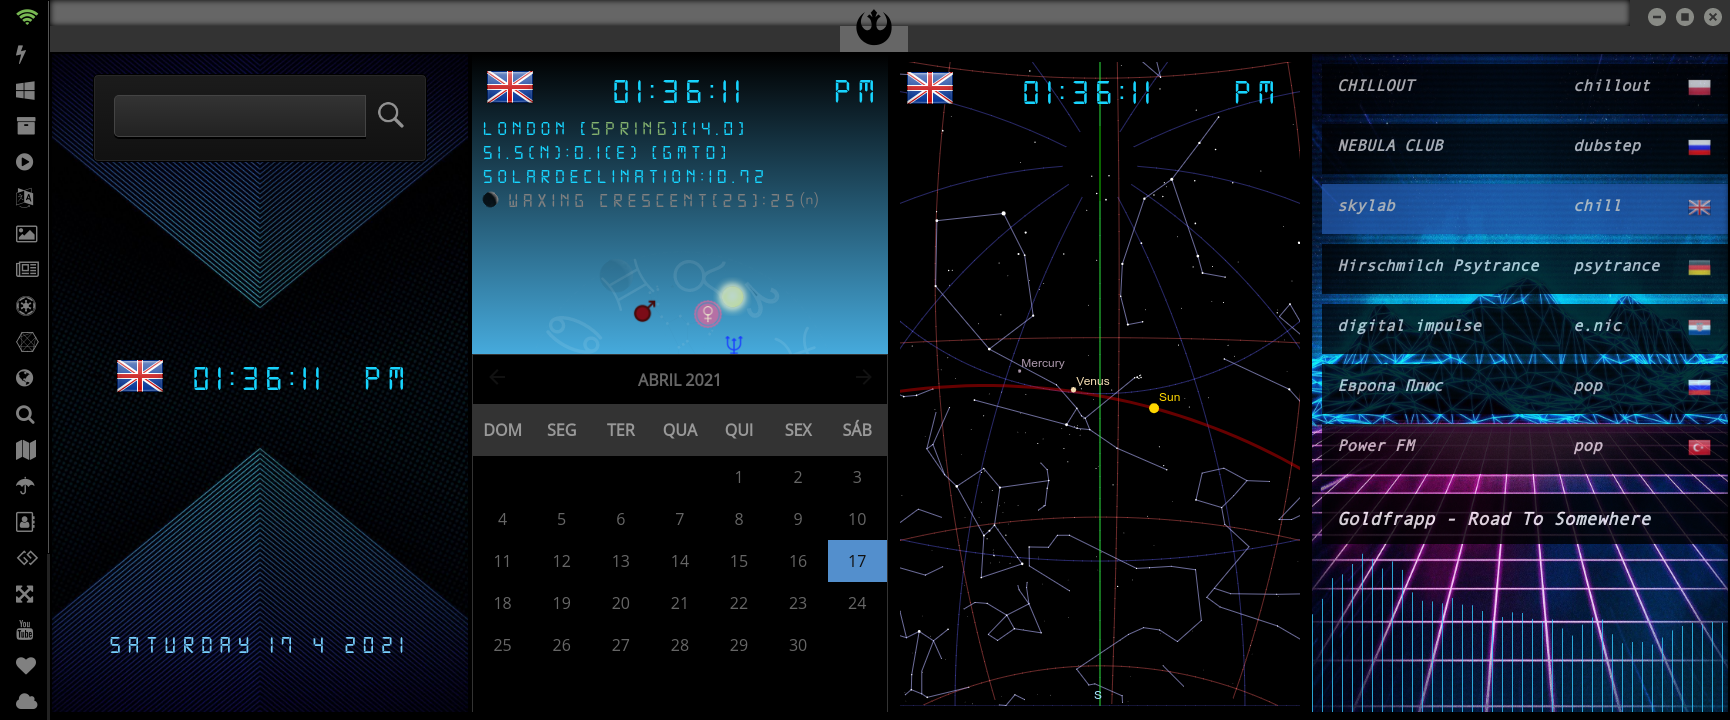 01:36:11 PM
SATURDAY 17 4 2021
01:36:11 PM
LONDON [SPRING][14.0]
51.5(N):0.1(E) [GMT0]
SOLARDECLINATION:10.72
WAXING CRESCENT[25]:25(n)
ABRIL 2021
DOM SEG TER QUA QUI SEX SÁB
1 2 3
4 5 6 7 8 9 10
11 12 13 14 15 16 17
18 19 20 21 22 23 24
25 26 27 28 29 30
01:36:11 PM
Mercury
Venus
Sun
S
CHILLOUT chillout
NEBULA CLUB dubstep
skylab chill
Hirschmilch Psytrance psytrance
digital impulse e.nic
Европа Плюс pop
Power FM pop
Goldfrapp - Road To Somewhere
You
Tube